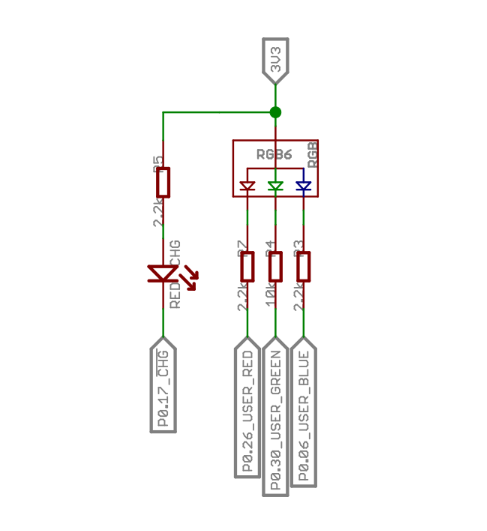 3V3
R5
2.2k
CHG
RED
P0.17_CHG
RGB6
RGB
R7
2.2k
R4
10k
R3
2.2k
P0.26_USER_RED
P0.30_USER_GREEN
P0.06_USER_BLUE